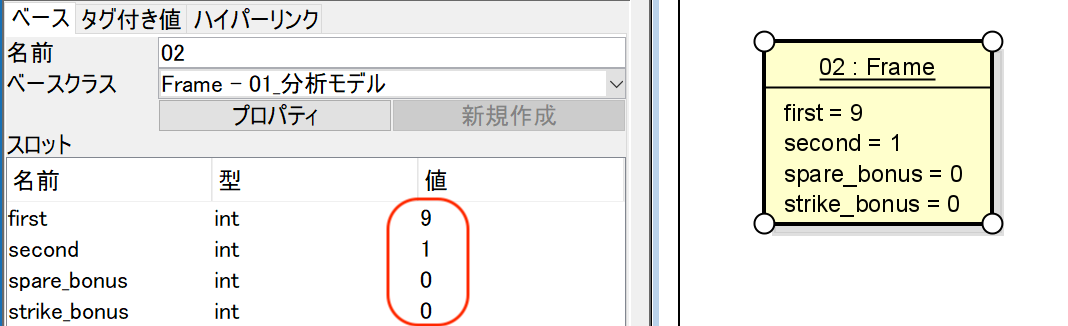 ベース タグ付き値 ハイパーリンク
名前 02
ベースクラス Frame - 01_分析モデル
プロパティ 新規作成
スロット
名前 型 値
first int 9
second int 1
spare_bonus int 0
strike_bonus int 0
02 : Frame
first = 9
second = 1
spare_bonus = 0
strike_bonus = 0